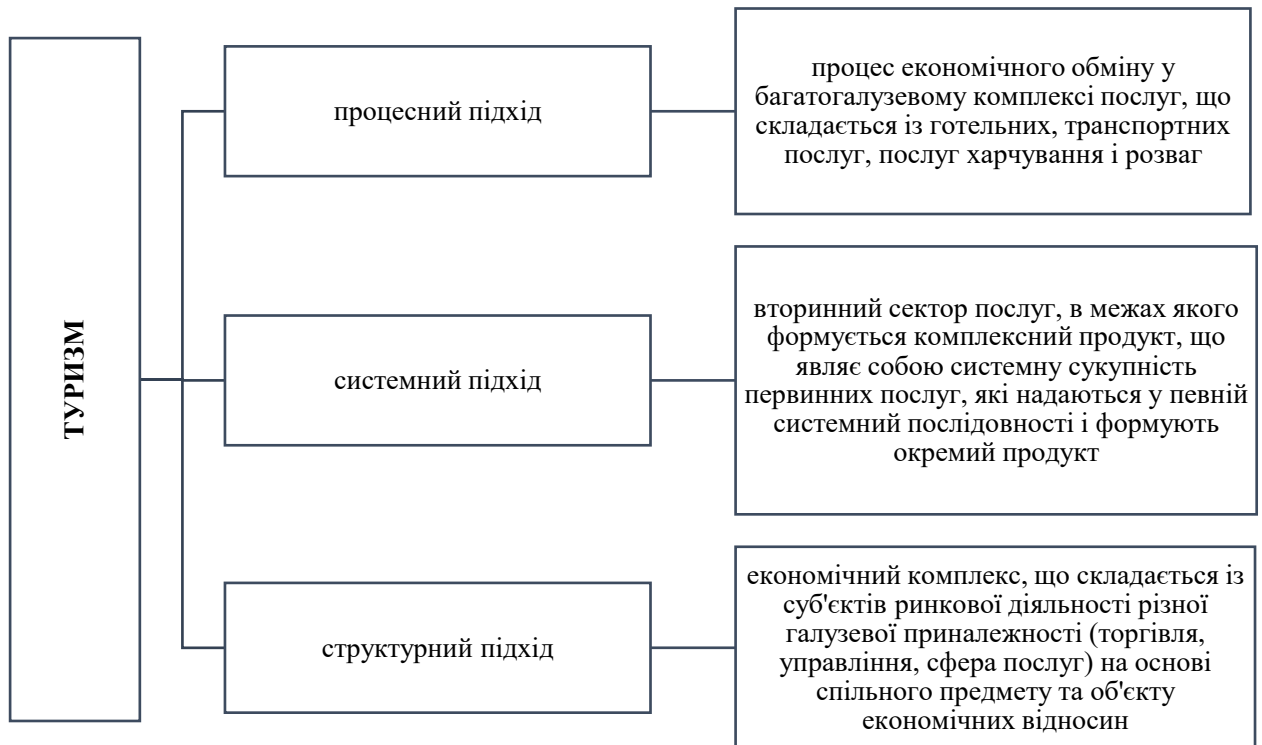 ТУРИЗМ
процесний підхід
процес економічного обміну у
багатогалузевому комплексі послуг, що
складається із готельних, транспортних
послуг, послуг харчування і розваг
системний підхід
вторинний сектор послуг, в межах якого
формується комплексний продукт, що
являє собою системну сукупність
первинних послуг, які надаються у певній
системний послідовності і формують
окремий продукт
структурний підхід
економічний комплекс, що складається із
суб'єктів ринкової діяльності різної
галузевої приналежності (торгівля,
управління, сфера послуг) на основі
спільного предмету та об'єкту
економічних відносин